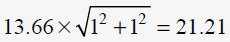 13.66×√(1² +1²) = 21.21